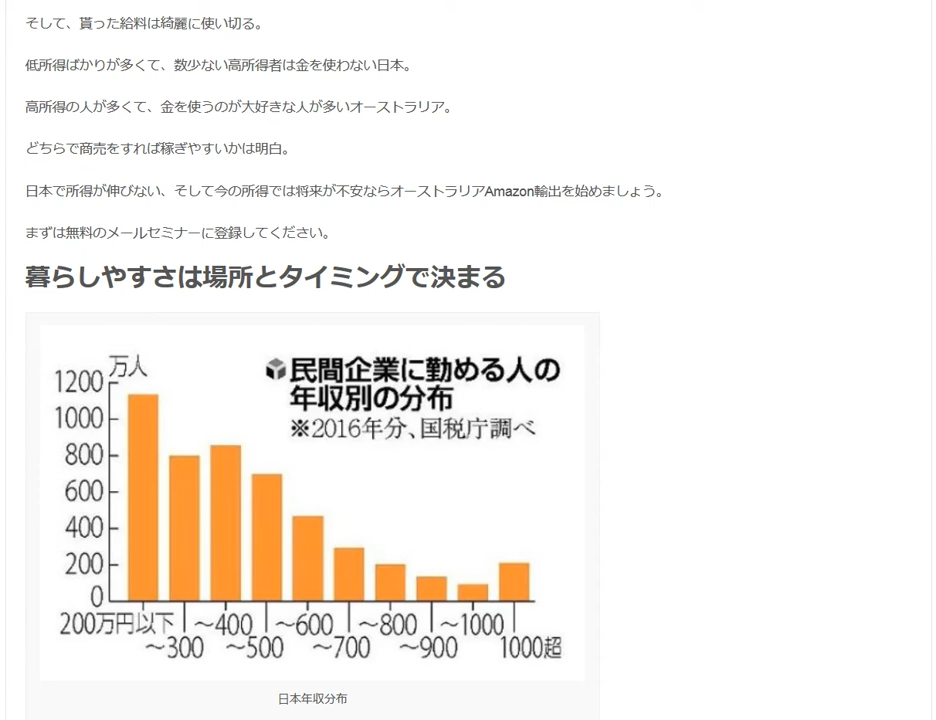 そして、貰った給料は綺麗に使い切る。
低所得ばかりが多くて、数少ない高所得者は金を使わない日本。
高所得の人が多くて、金を使うのが大好きな人が多いオーストラリア。
どちらで商売をすれば稼ぎやすいかは明白。
日本で所得が伸びない、そして今の所得では将来が不安ならオーストラリアAmazon輸出を始めましょう。
まずは無料のメールセミナーに登録してください。
暮らしやすさは場所とタイミングで決まる
民間企業に勤める人の
年収別の分布
※2016年分、国税庁調べ
万人
1200
1000
800
600
400
200
0
200万円以下
～300
～400
～500
～600
～700
～800
～900
～1000
1000超
日本年収分布